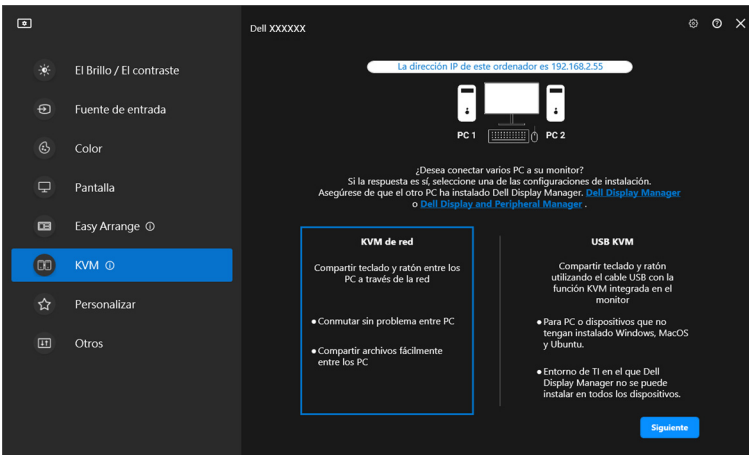 Dell XXXXXX
El Brillo / El contraste
Fuente de entrada
Color
Pantalla
Easy Arrange
KVM
Personalizar
Otros
La dirección IP de este ordenador es 192.168.2.55
PC 1
PC 2
¿Desea conectar varios PC a su monitor?
Si la respuesta es sí, seleccione una de las configuraciones de instalación.
Asegúrese de que el otro PC ha instalado Dell Display Manager. Dell Display Manager
o Dell Display and Peripheral Manager .
KVM de red
Compartir teclado y ratón entre los
PC a través de la red
●Conmutar sin problema entre PC
●Compartir archivos fácilmente
entre los PC
USB KVM
Compartir teclado y ratón
utilizando el cable USB con la
función KVM integrada en el
monitor
●Para PC o dispositivos que no
tengan instalado Windows, MacOS
y Ubuntu.
●Entorno de TI en el que Dell
Display Manager no se puede
instalar en todos los dispositivos.
Siguiente